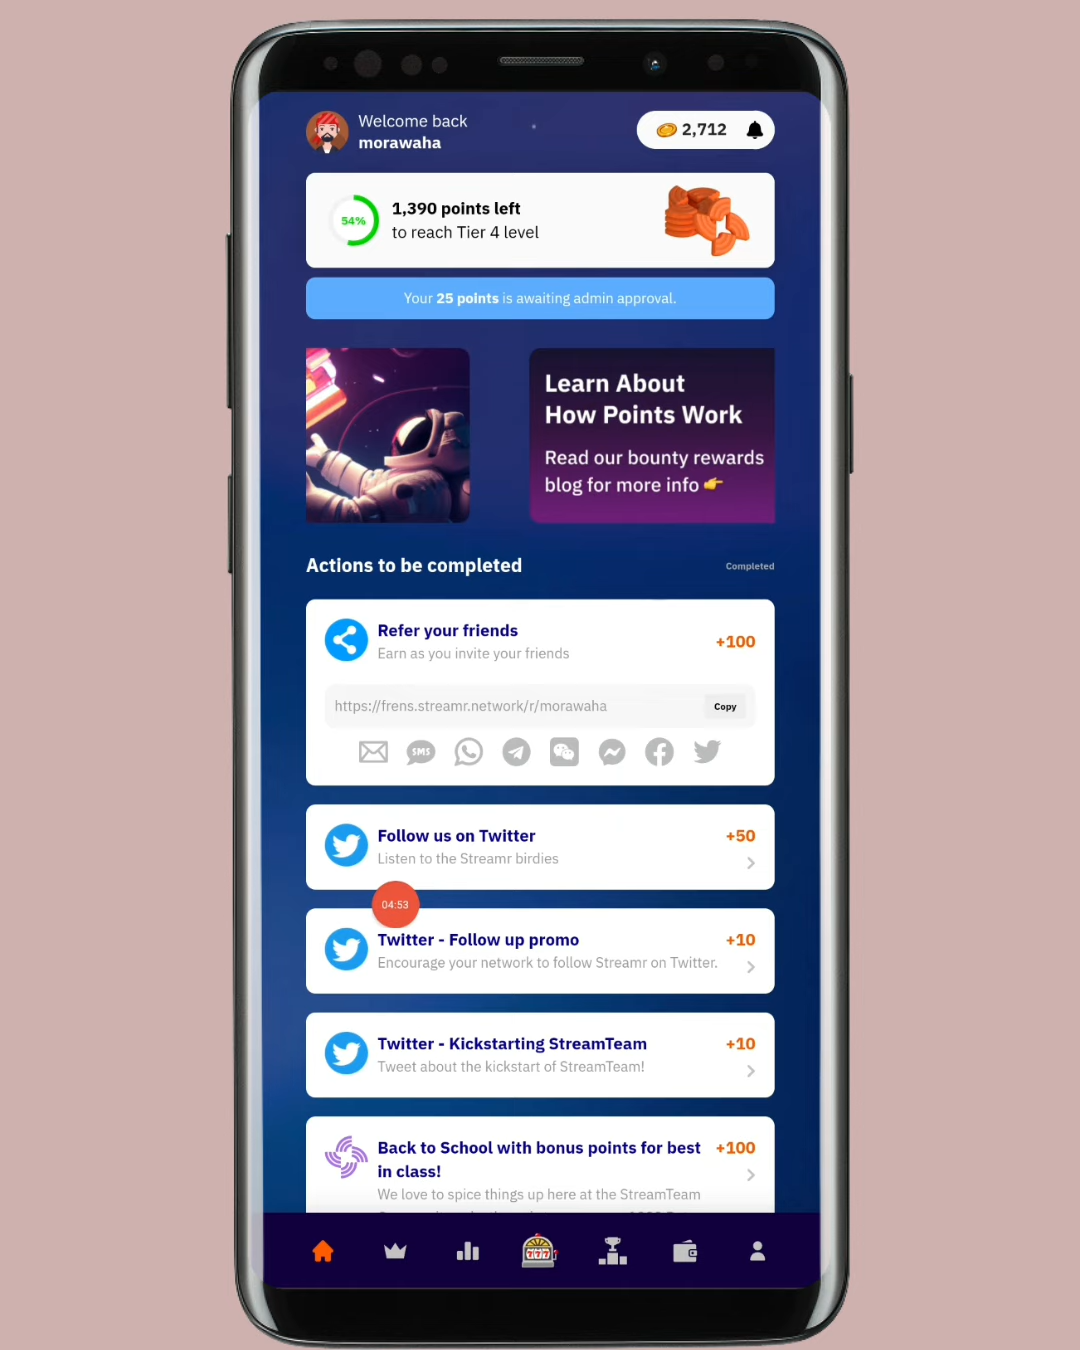 Welcome back
morawaha
2,712
54%
1,390 points left
to reach Tier 4 level
Your 25 points is awaiting admin approval.
Learn About
How Points Work
Read our bounty rewards
blog for more info 👉
Actions to be completed
Completed
Refer your friends
+100
Earn as you invite your friends
https://frens.streamr.network/r/morawaha
Copy
SMS
Follow us on Twitter
+50
Listen to the Streamr birdies
04:53
Twitter - Follow up promo
+10
Encourage your network to follow Streamr on Twitter.
Twitter - Kickstarting StreamTeam
+10
Tweet about the kickstart of StreamTeam!
Back to School with bonus points for best
+100
in class!
We love to spice things up here at the StreamTeam
777